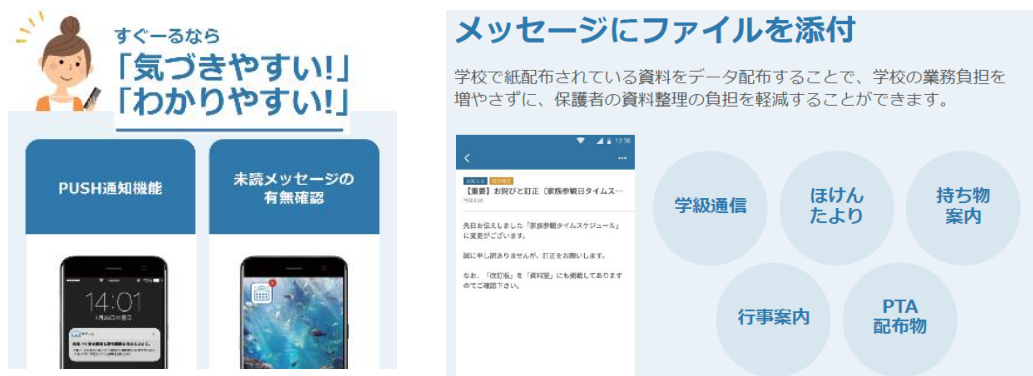 すぐーるなら
「気づきやすい!」
「わかりやすい!」
PUSH通知機能
未読メッセージの
有無確認
14:01
メッセージにファイルを添付
学校で紙配布されている資料をデータ配布することで、学校の業務負担を
増やさずに、保護者の資料整理の負担を軽減することができます。
12:30
【重要】お詫びと訂正(家族参観日タイムス…
先日お伝えしました「家族参観タイムスケジュール」
に変更がございます。
誠に申し訳ありませんが、訂正をお願いします。
なお、「改訂板」を「資料室」にも掲載してあります
のでご確認下さい。
学級通信
ほけん
たより
持ち物
案内
行事案内
PTA
配布物